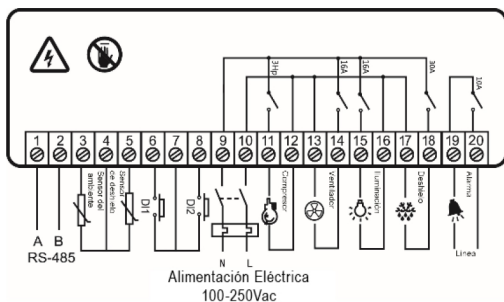 3Hp
16A
16A
30A
10A
1 2 3 4 5 6 7 8 9 10 11 12 13 14 15 16 17 18 19 20
Sensor del
ambiente
Sensor
de deshielo
DI1
DI2
Compresor
Ventilador
Iluminación
Deshielo
Alarma
A B
RS-485
N L
Línea
Alimentación Eléctrica
100-250Vac